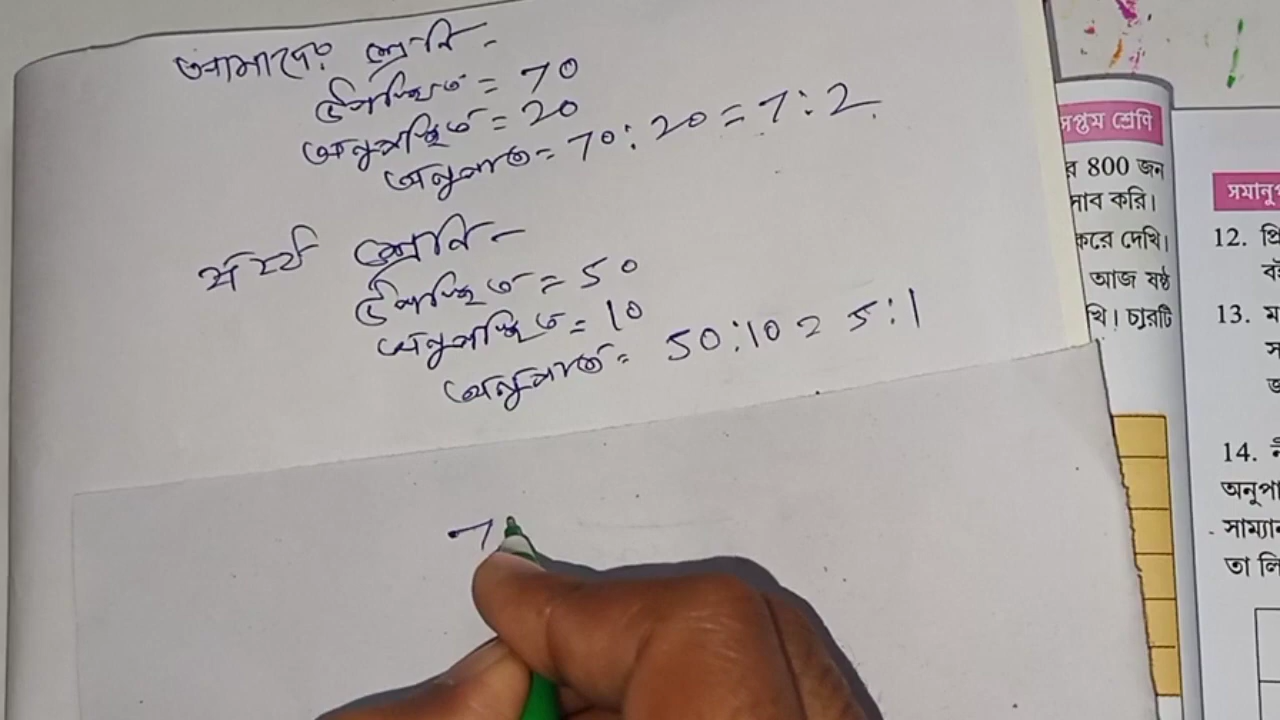 আমাদের শ্রেনি -
উপস্থিত = 70
অনুপস্থিত = 20
অনুপাত = 70 : 20 = 7 : 2
ষষ্ঠ শ্রেনি -
উপস্থিত = 50
অনুপস্থিত = 10
অনুপাত = 50 : 10 = 5 : 1
7
সপ্তম শ্রেণি
র 800 জন
সাব করি।
করে দেখি।
আজ ষষ্ঠ
খি। চারটি
সমানু
12. প্রি
13.
14.
অনুপা
সাম্যা
তা লি